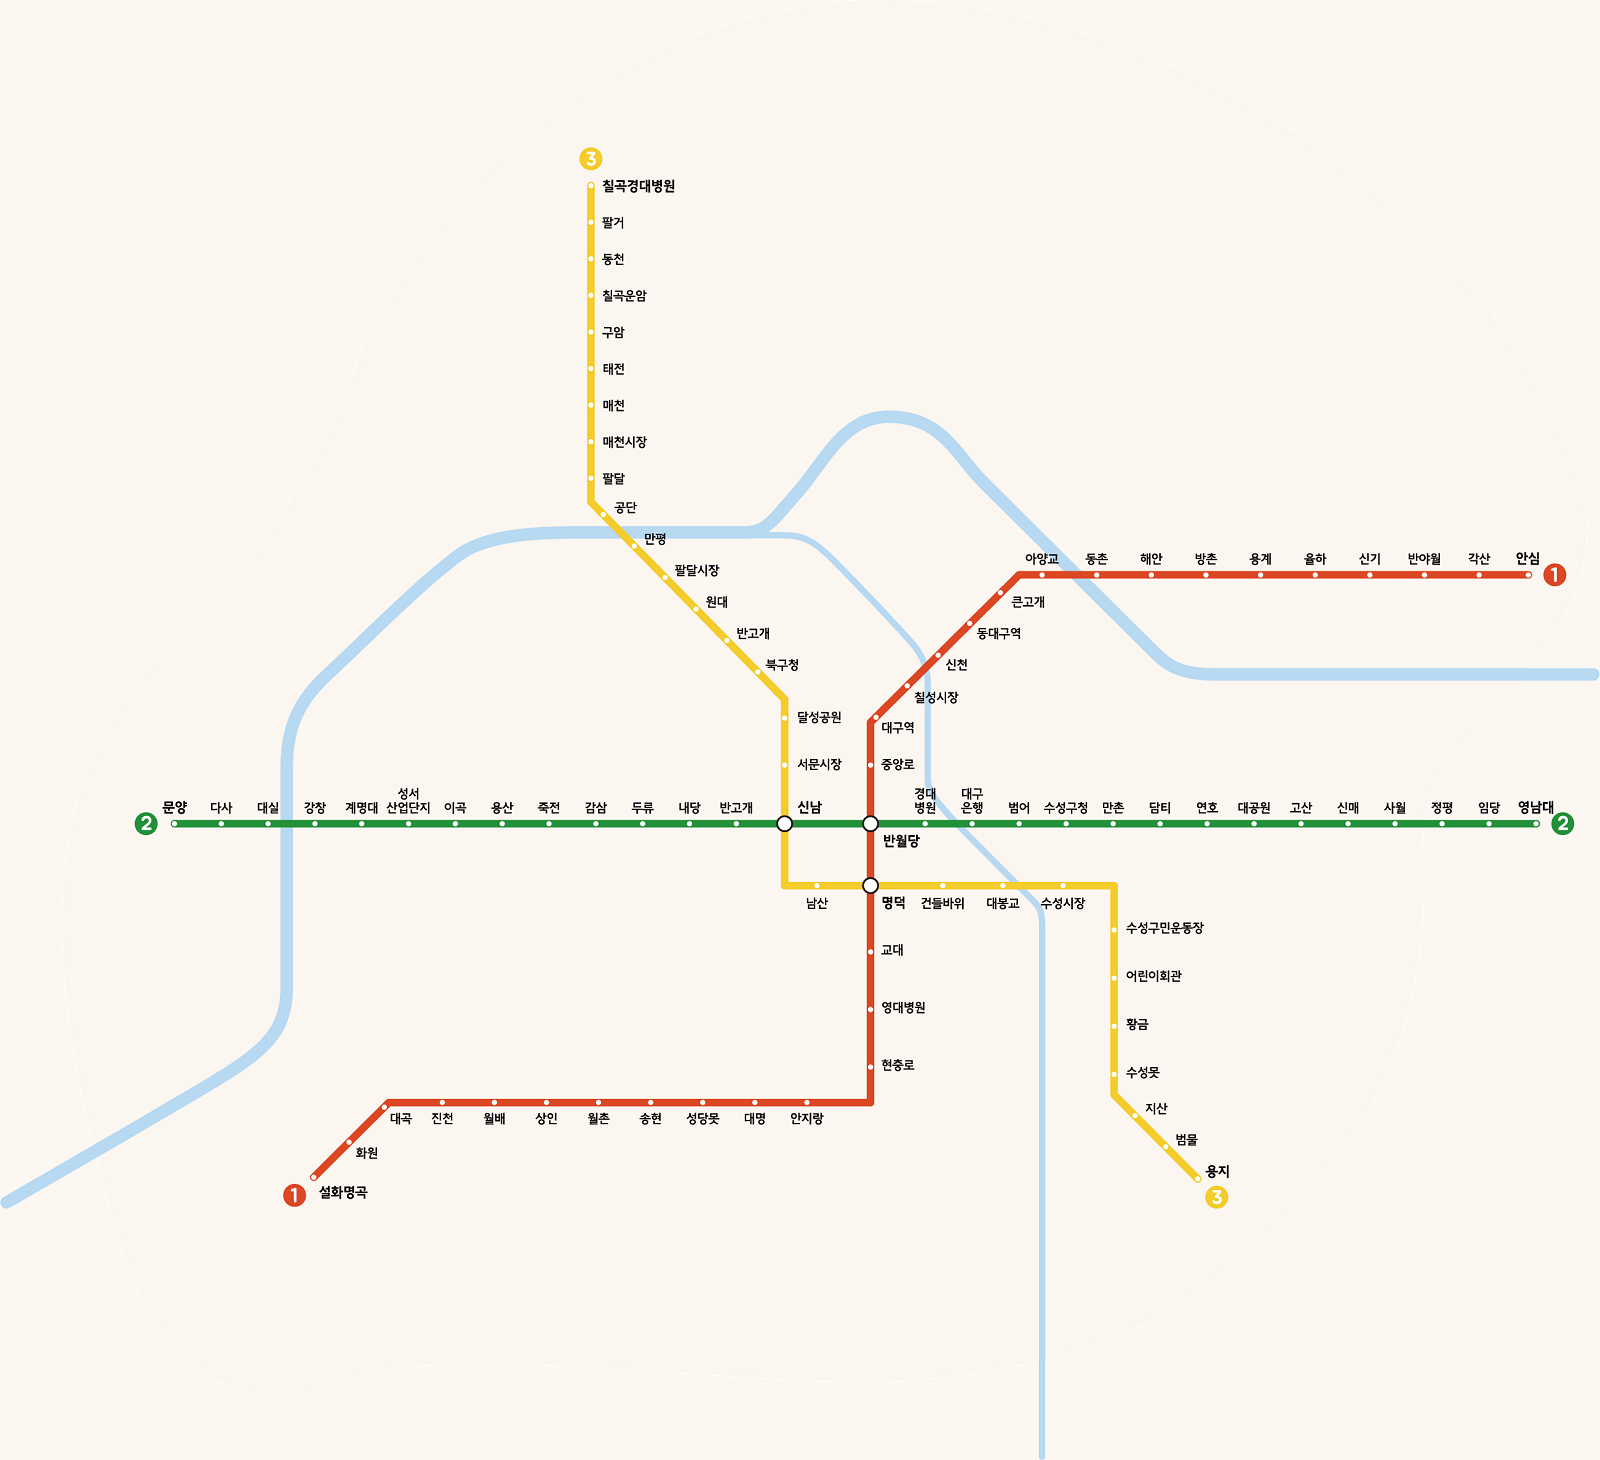 3
칠곡경대병원
팔거
동천
칠곡운암
구암
태전
매천
매천시장
팔달
공단
만평
팔달시장
원대
반고개
북구청
달성공원
서문시장
아양교 동촌 해안 방촌 용계 율하 신기 반야월 각산 안심
1
큰고개
동대구역
신천
칠성시장
대구역
중앙로
2
문양 다사 대실 강창 계명대 성서
산업단지 이곡 용산 죽전 감삼 두류 내당 반고개 신남
경대
병원
대구
은행
범어 수성구청 만촌 담티 연호 대공원 고산 신매 사월 정평 임당 영남대
2
반월당
남산 명덕 건들바위 대봉교 수성시장
수성구민운동장
어린이회관
황금
수성못
지산
범물
용지
3
교대
영대병원
현충로
대곡 진천 월배 상인 월촌 송현 성당못 대명 안지랑
화원
1
설화명곡